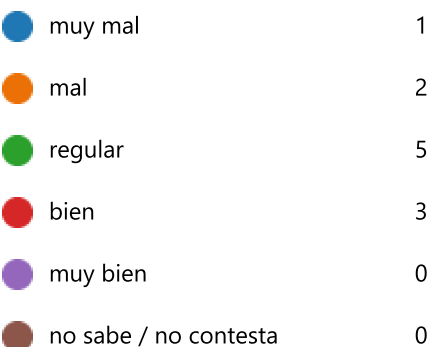 muy mal 1
mal 2
regular 5
bien 3
muy bien 0
no sabe / no contesta 0